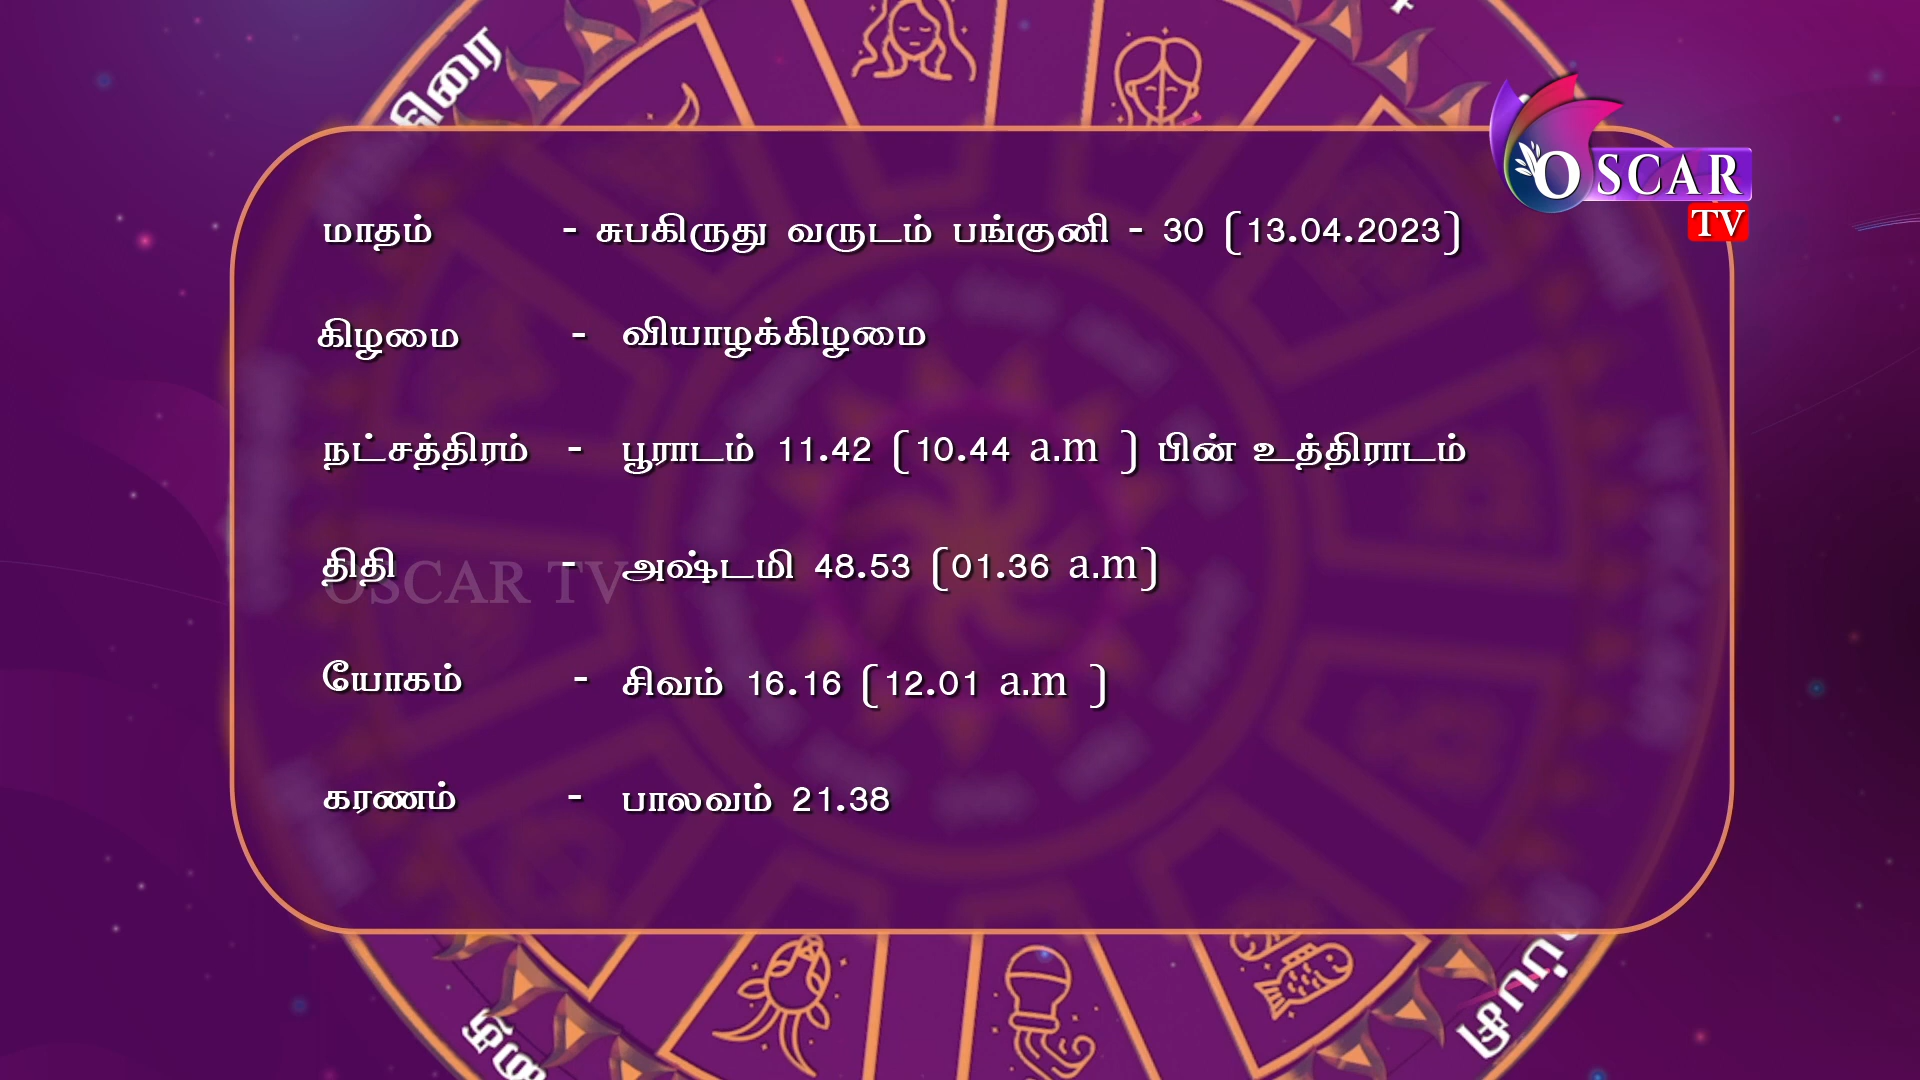 OSCAR
TV
மாதம் - சுபகிருது வருடம் பங்குனி - 30 (13.04.2023)
கிழமை - வியாழக்கிழமை
நட்சத்திரம் - பூராடம் 11.42 (10.44 a.m ) பின் உத்திராடம்
திதி - அஷ்டமி 48.53 (01.36 a.m)
OSCAR TV
யோகம் - சிவம் 16.16 (12.01 a.m )
கரணம் - பாலவம் 21.38